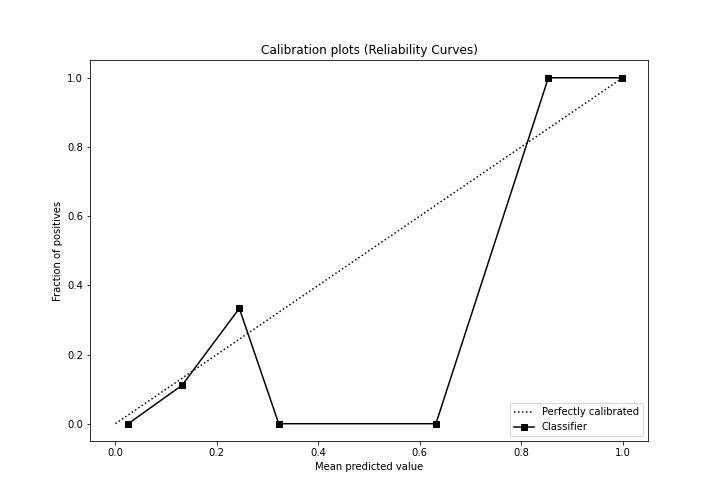 Calibration plots (Reliability Curves)
1.0
0.8
0.6
0.4
0.2
0.0
Fraction of positives
0.0 0.2 0.4 0.6 0.8 1.0
Mean predicted value
Perfectly calibrated
Classifier